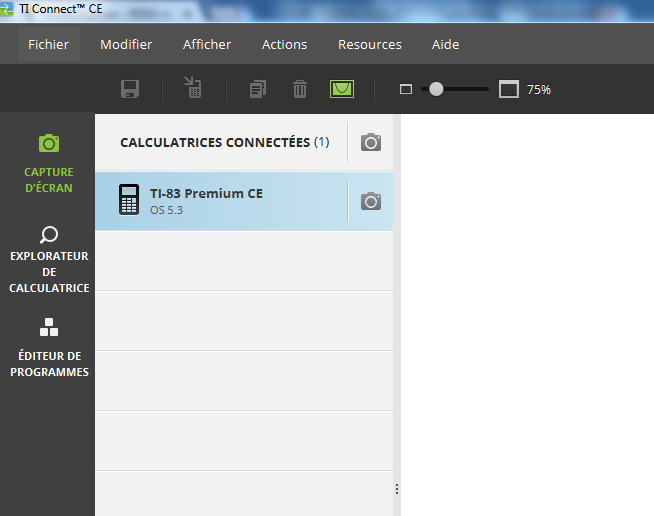 TI Connect™ CE
Fichier Modifier Afficher Actions Resources Aide
75%
CAPTURE
D'ÉCRAN
EXPLORATEUR
DE
CALCULATRICE
ÉDITEUR DE
PROGRAMMES
CALCULATRICES CONNECTÉES (1)
TI-83 Premium CE
OS 5.3